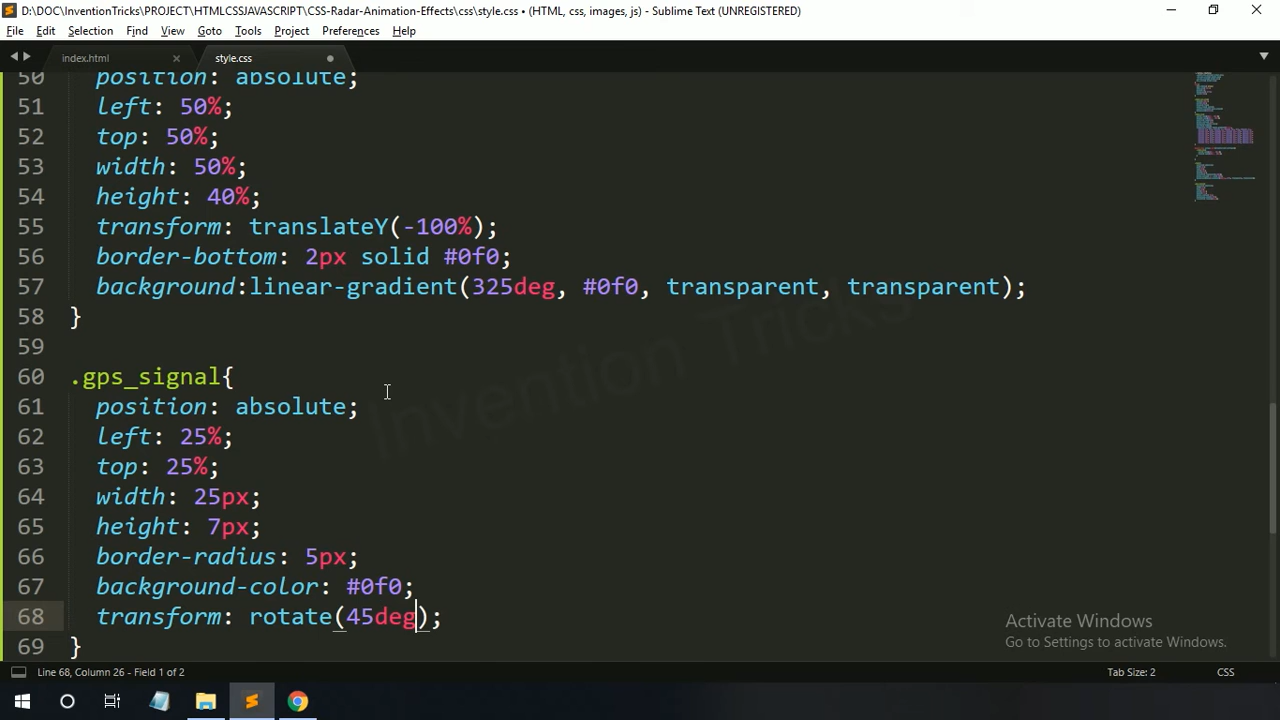 D:\DOC\InventionTricks\PROJECT\HTMLCSSJAVASCRIPT\CSS-Radar-Animation-Effects\css\style.css • (HTML, css, images, js) - Sublime Text (UNREGISTERED)
File Edit Selection Find View Goto Tools Project Preferences Help
index.html style.css
50 position: absolute;
51 left: 50%;
52 top: 50%;
53 width: 50%;
54 height: 40%;
55 transform: translateY(-100%);
56 border-bottom: 2px solid #0f0;
57 background:linear-gradient(325deg, #0f0, transparent, transparent);
58 }
59
60 .gps_signal{
61 position: absolute;
62 left: 25%;
63 top: 25%;
64 width: 25px;
65 height: 7px;
66 border-radius: 5px;
67 background-color: #0f0;
68 transform: rotate(45deg);
69 }
Invention Tricks
Activate Windows
Go to Settings to activate Windows.
Line 68, Column 26 - Field 1 of 2 Tab Size: 2 CSS